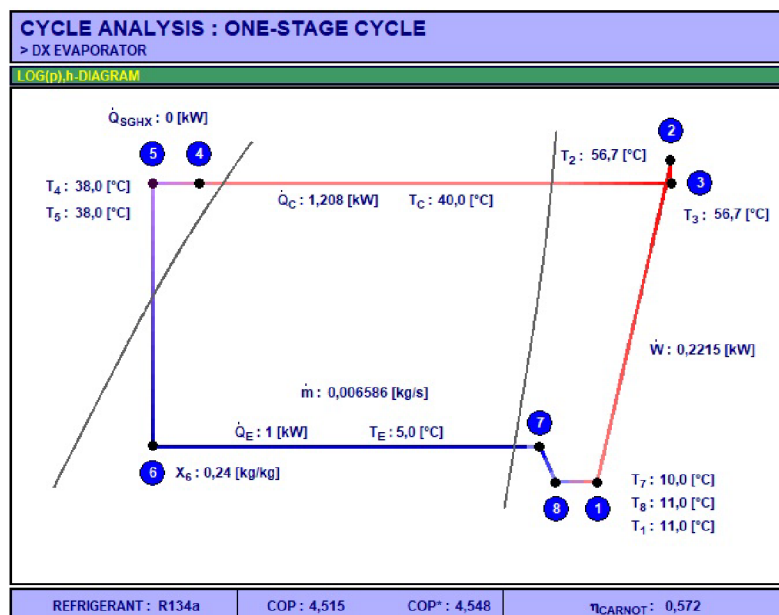 CYCLE ANALYSIS : ONE-STAGE CYCLE
> DX EVAPORATOR
LOG(p),h-DIAGRAM
Q̇SGHX : 0 [kW]
5 4 2
T2 : 56,7 [°C]
3
T4 : 38,0 [°C]
T5 : 38,0 [°C]
Q̇C : 1,208 [kW] TC : 40,0 [°C]
T3 : 56,7 [°C]
Ẇ : 0,2215 [kW]
ṁ : 0,006586 [kg/s]
Q̇E : 1 [kW] TE : 5,0 [°C]
7
6 X6 : 0,24 [kg/kg]
8 1
T7 : 10,0 [°C]
T8 : 11,0 [°C]
T1 : 11,0 [°C]
REFRIGERANT : R134a COP : 4,515 COP* : 4,548 ηCARNOT : 0,572